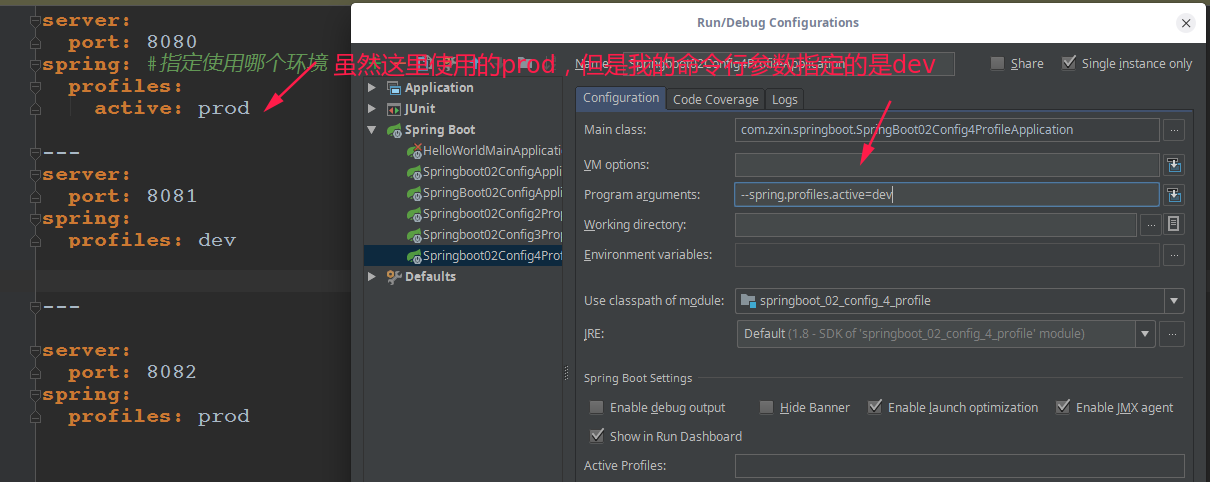 server:
  port: 8080
spring: #指定使用哪个环境
  profiles:
    active: prod
---
server:
  port: 8081
spring:
  profiles: dev
---
server:
  port: 8082
spring:
  profiles: prod
虽然这里使用的prod，但是我的命令行参数指定的是dev
Run/Debug Configurations
Name: Springboot02Config4ProfileApplication
Share
Single instance only
Application
JUnit
Spring Boot
HelloWorldMainApplicati
Springboot02ConfigAppli
SpringBoot02ConfigAppli
Springboot02Config2Prop
Springboot02Config3Prop
Springboot02Config4Prof
Defaults
Configuration
Code Coverage
Logs
Main class: com.zxin.springboot.SpringBoot02Config4ProfileApplication
VM options:
Program arguments: --spring.profiles.active=dev
Working directory:
Environment variables:
Use classpath of module: springboot_02_config_4_profile
JRE: Default (1.8 - SDK of 'springboot_02_config_4_profile' module)
Spring Boot Settings
Enable debug output
Hide Banner
Enable launch optimization
Enable JMX agent
Show in Run Dashboard
Active Profiles: